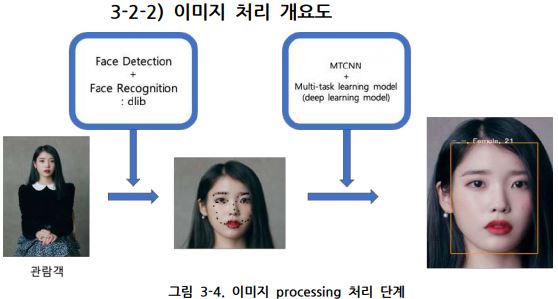 3-2-2) 이미지 처리 개요도
Face Detection
+
Face Recognition
: dlib
MTCNN
+
Multi-task learning model
(deep learning model)
Female, 21
관람객
그림 3-4. 이미지 processing 처리 단계